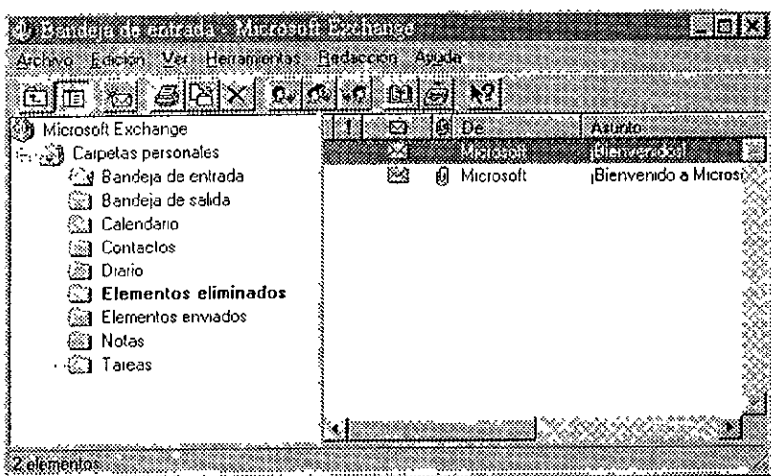 Bandeja de entrada - Microsoft Exchange
Archivo Edición Ver Herramientas Redacción Ayuda
Microsoft Exchange
Carpetas personales
Bandeja de entrada
Bandeja de salida
Calendario
Contactos
Diario
Elementos eliminados
Elementos enviados
Notas
Tareas
! De Asunto
Microsoft ¡Bienvenidos!
Microsoft ¡Bienvenido a Micros
2 elementos